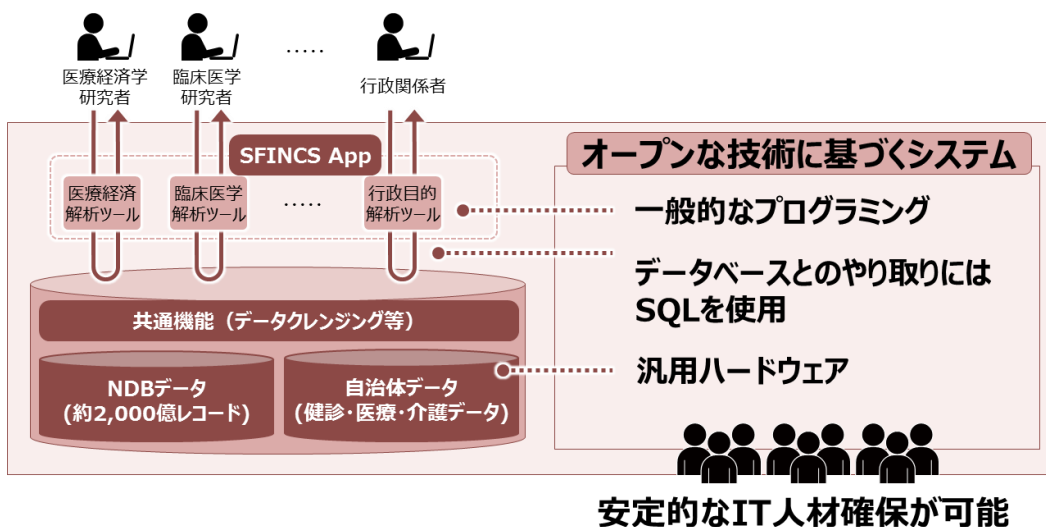 医療経済学
研究者
臨床医学
研究者
.....
行政関係者
SFINCS App
医療経済
解析ツール
臨床医学
解析ツール
.....
行政目的
解析ツール
共通機能（データクレンジング等）
NDBデータ
(約2,000億レコード)
自治体データ
(健診・医療・介護データ)
オープンな技術に基づくシステム
一般的なプログラミング
データベースとのやり取りには
SQLを使用
汎用ハードウェア
安定的なIT人材確保が可能